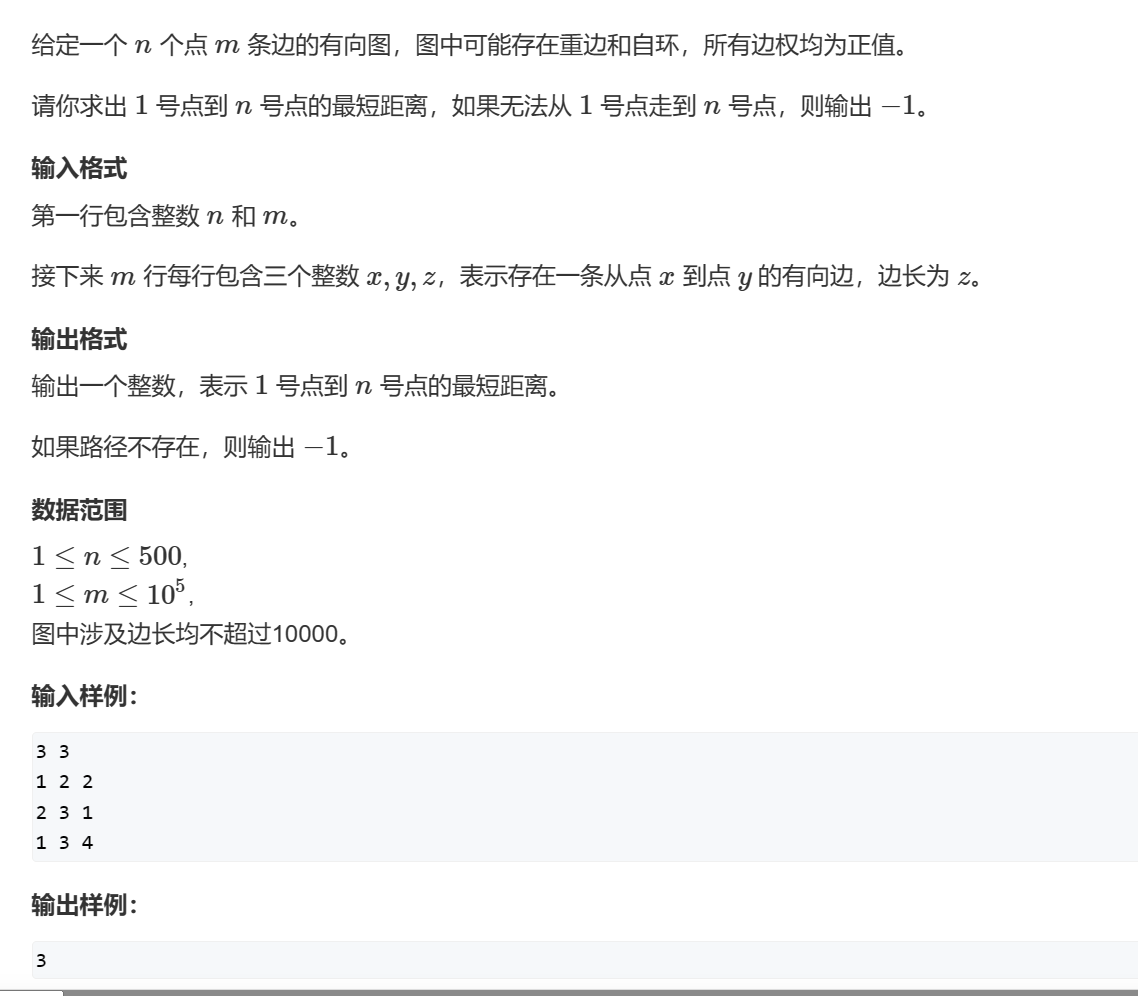 给定一个 n 个点 m 条边的有向图，图中可能存在重边和自环，所有边权均为正值。
请你求出 1 号点到 n 号点的最短距离，如果无法从 1 号点走到 n 号点，则输出 −1。
输入格式
第一行包含整数 n 和 m。
接下来 m 行每行包含三个整数 x, y, z，表示存在一条从点 x 到点 y 的有向边，边长为 z。
输出格式
输出一个整数，表示 1 号点到 n 号点的最短距离。
如果路径不存在，则输出 −1。
数据范围
1 ≤ n ≤ 500,
1 ≤ m ≤ 10⁵,
图中涉及边长均不超过10000。
输入样例：
3 3
1 2 2
2 3 1
1 3 4
输出样例：
3